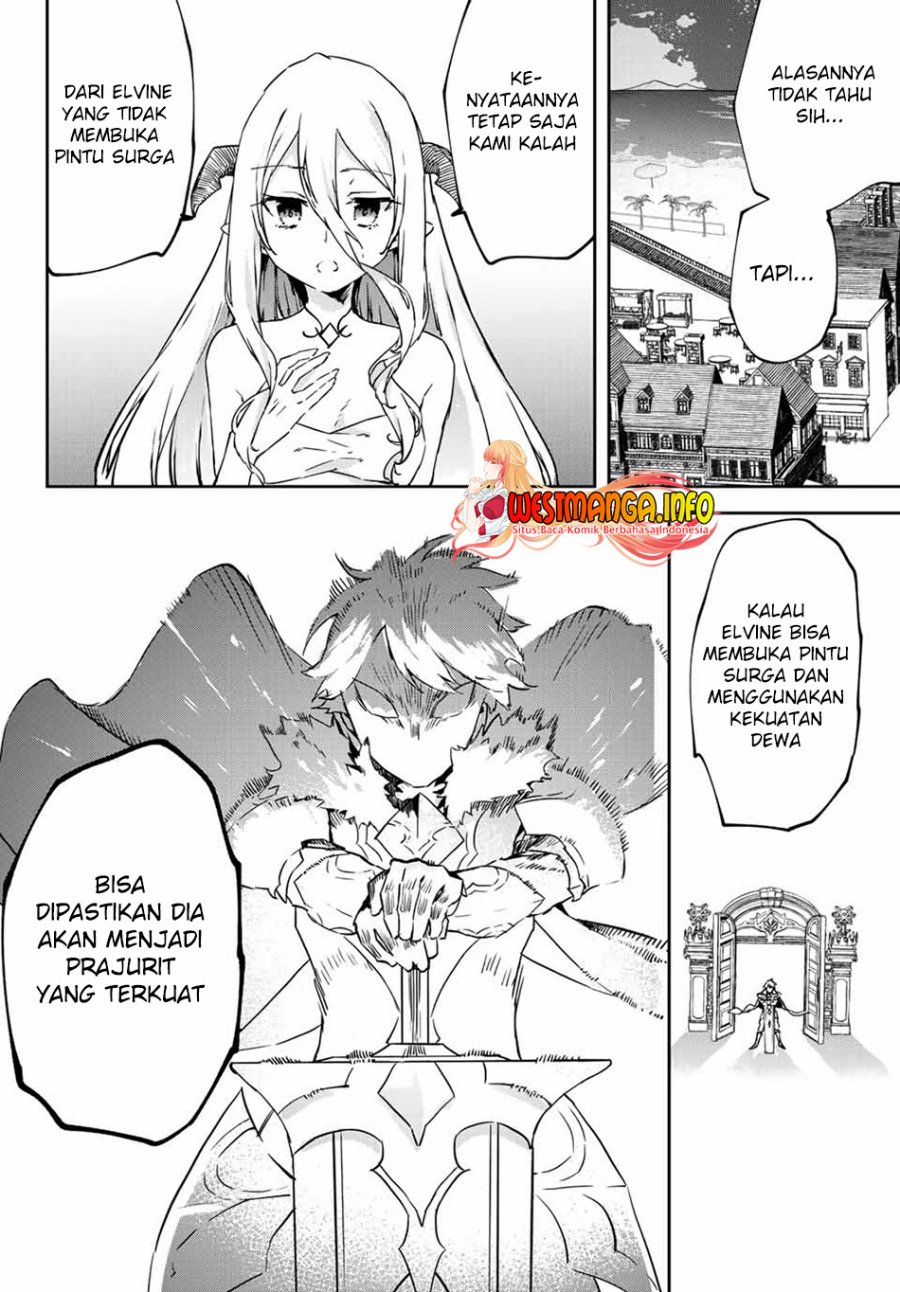 ALASANNYA
TIDAK TAHU
SIH...
TAPI...
KE-
NYATAANNYA
TETAP SAJA
KAMI KALAH
DARI ELVINE
YANG TIDAK
MEMBUKA
PINTU SURGA
WESTMANGA.INFO
Situs Baca Komik Berbahasa Indonesia
KALAU
ELVINE BISA
MEMBUKA PINTU
SURGA DAN
MENGGUNAKAN
KEKUATAN
DEWA
BISA
DIPASTIKAN DIA
AKAN MENJADI
PRAJURIT
YANG TERKUAT